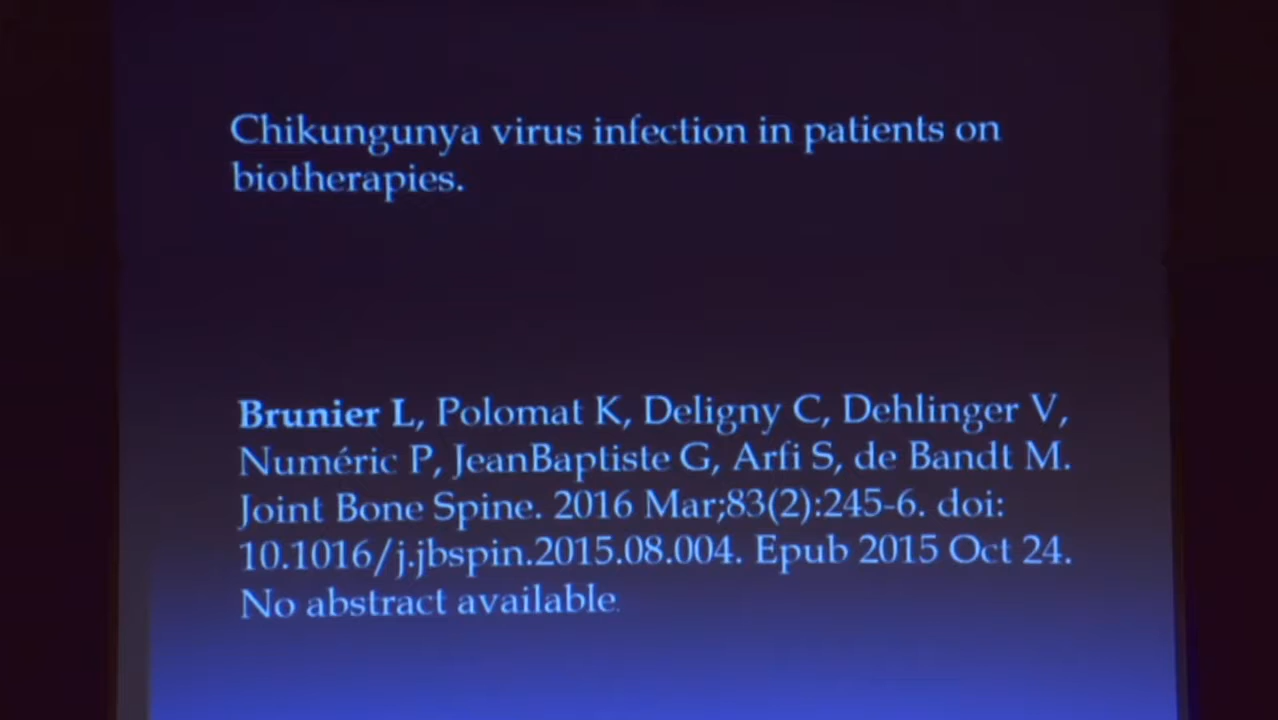 Chikungunya virus infection in patients on
biotherapies.
Brunier L, Polomat K, Deligny C, Dehlinger V,
Numéric P, JeanBaptiste G, Arfi S, de Bandt M.
Joint Bone Spine. 2016 Mar;83(2):245-6. doi:
10.1016/j.jbspin.2015.08.004. Epub 2015 Oct 24.
No abstract available.